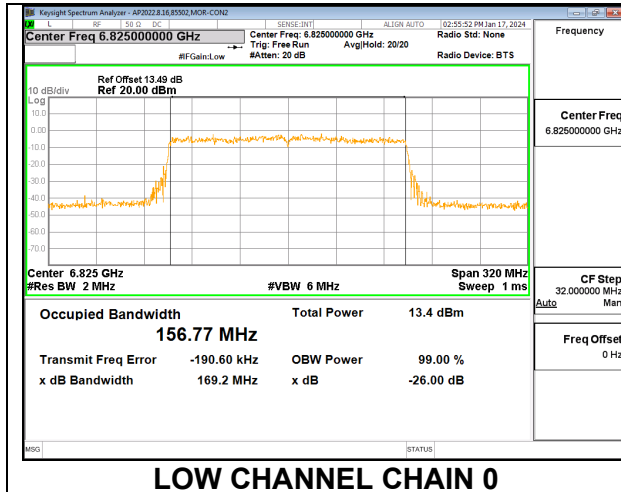 Keysight Spectrum Analyzer - AP2022.8.16,85502,MOR-CON2
L RF 50 Ω DC SENSE:INT ALIGN AUTO 02:55:52 PM Jan 17, 2024
Center Freq 6.825000000 GHz
Center Freq: 6.825000000 GHz Radio Std: None
Trig: Free Run Avg|Hold: 20/20
#IFGain:Low #Atten: 20 dB Radio Device: BTS
Frequency
Ref Offset 13.49 dB
10 dB/div Ref 20.00 dBm
Log
10.0
0.00
-10.0
-20.0
-30.0
-40.0
-50.0
-60.0
-70.0
Center 6.825 GHz Span 320 MHz
#Res BW 2 MHz #VBW 6 MHz Sweep 1 ms
Occupied Bandwidth Total Power 13.4 dBm
156.77 MHz
Transmit Freq Error -190.60 kHz OBW Power 99.00 %
x dB Bandwidth 169.2 MHz x dB -26.00 dB
Center Freq
6.825000000 GHz
CF Step
32.000000 MHz
Auto Man
Freq Offset
0 Hz
MSG STATUS
LOW CHANNEL CHAIN 0